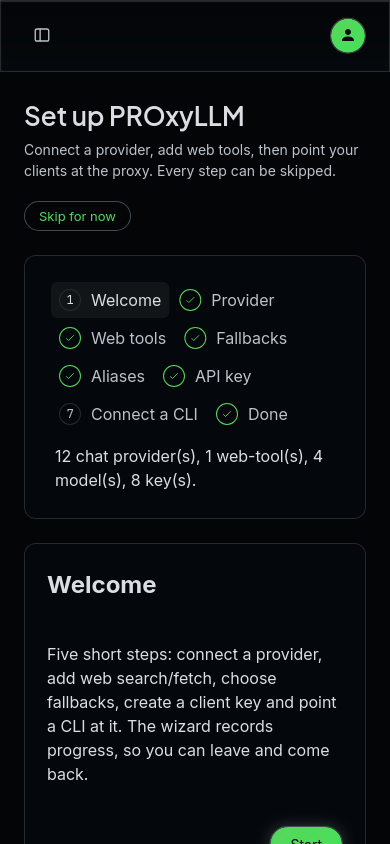 Set up PROxyLLM
Connect a provider, add web tools, then point your
clients at the proxy. Every step can be skipped.
Skip for now
1 Welcome Provider
Web tools Fallbacks
Aliases API key
7 Connect a CLI Done
12 chat provider(s), 1 web-tool(s), 4
model(s), 8 key(s).
Welcome
Five short steps: connect a provider,
add web search/fetch, choose
fallbacks, create a client key and point
a CLI at it. The wizard records
progress, so you can leave and come
back.
Start